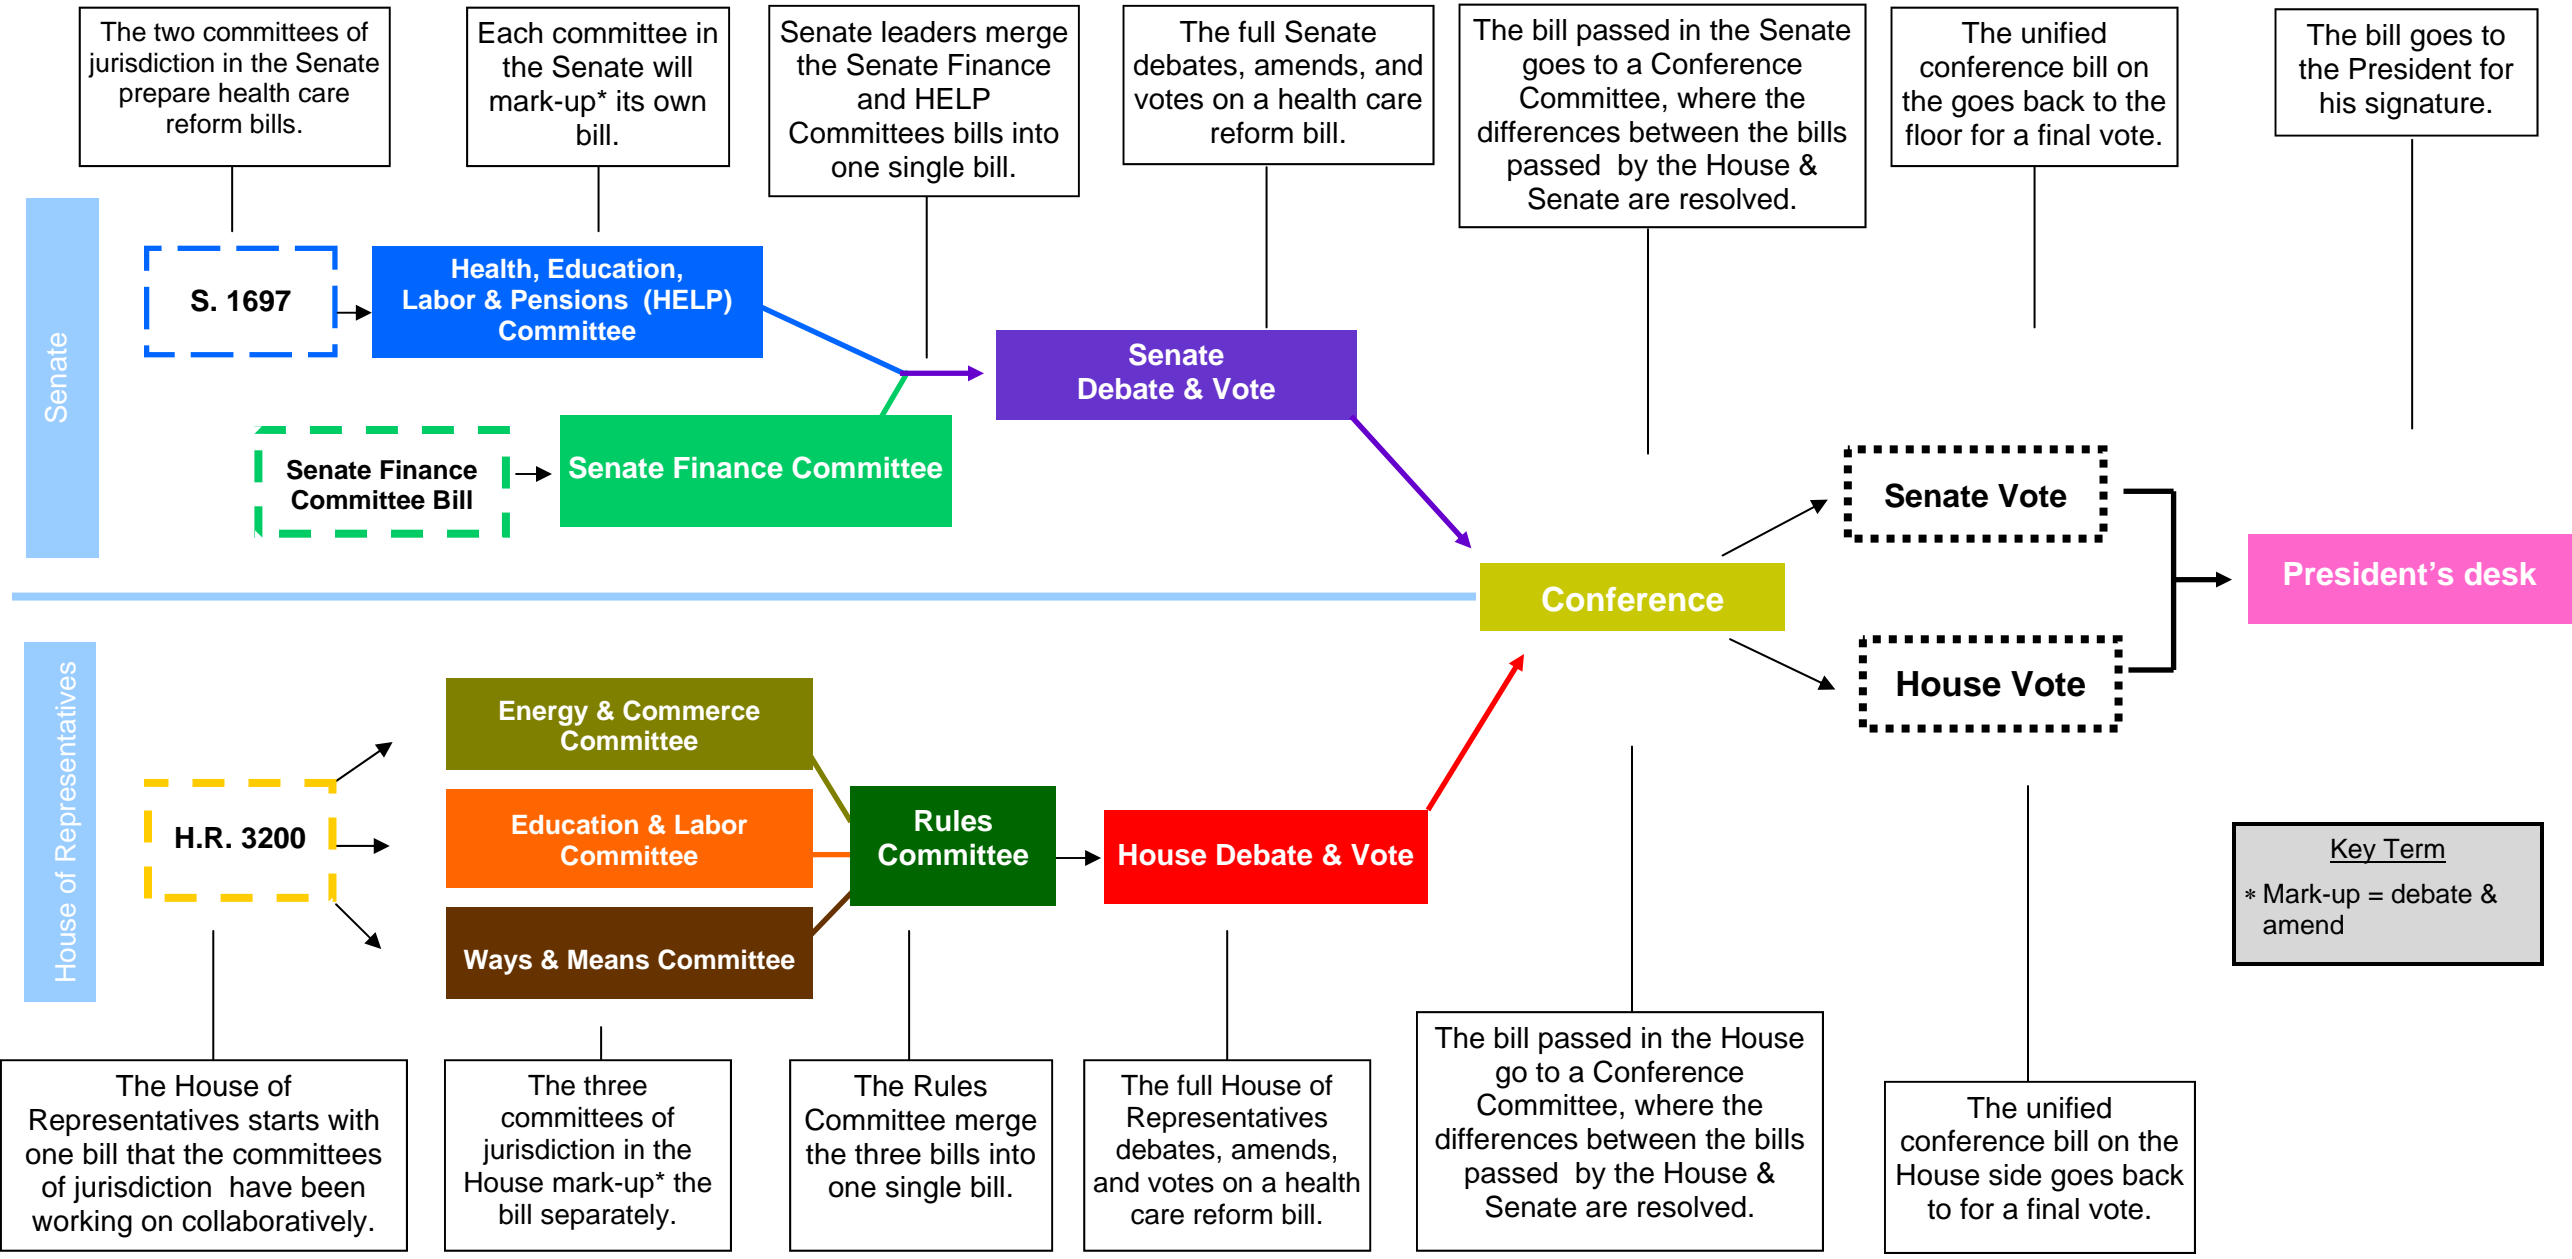 The two committees of
jurisdiction in the Senate
prepare health care
reform bills.
Each committee in
the Senate will
mark-up* its own
bill.
Senate leaders merge
the Senate Finance
and HELP
Committees bills into
one single bill.
The full Senate
debates, amends, and
votes on a health care
reform bill.
The bill passed in the Senate
goes to a Conference
Committee, where the
differences between the bills
passed by the House &
Senate are resolved.
The unified
conference bill on
the goes back to the
floor for a final vote.
The bill goes to
the President for
his signature.
Senate
S. 1697
Health, Education,
Labor & Pensions (HELP)
Committee
Senate
Debate & Vote
Senate Finance
Committee Bill
Senate Finance Committee
Senate Vote
Conference
President’s desk
House of Representatives
House Vote
Energy & Commerce
Committee
H.R. 3200
Education & Labor
Committee
Rules
Committee
House Debate & Vote
Ways & Means Committee
Key Term
* Mark-up = debate &
amend
The House of
Representatives starts with
one bill that the committees
of jurisdiction have been
working on collaboratively.
The three
committees of
jurisdiction in the
House mark-up* the
bill separately.
The Rules
Committee merge
the three bills into
one single bill.
The full House of
Representatives
debates, amends,
and votes on a health
care reform bill.
The bill passed in the House
go to a Conference
Committee, where the
differences between the bills
passed by the House &
Senate are resolved.
The unified
conference bill on the
House side goes back
to for a final vote.